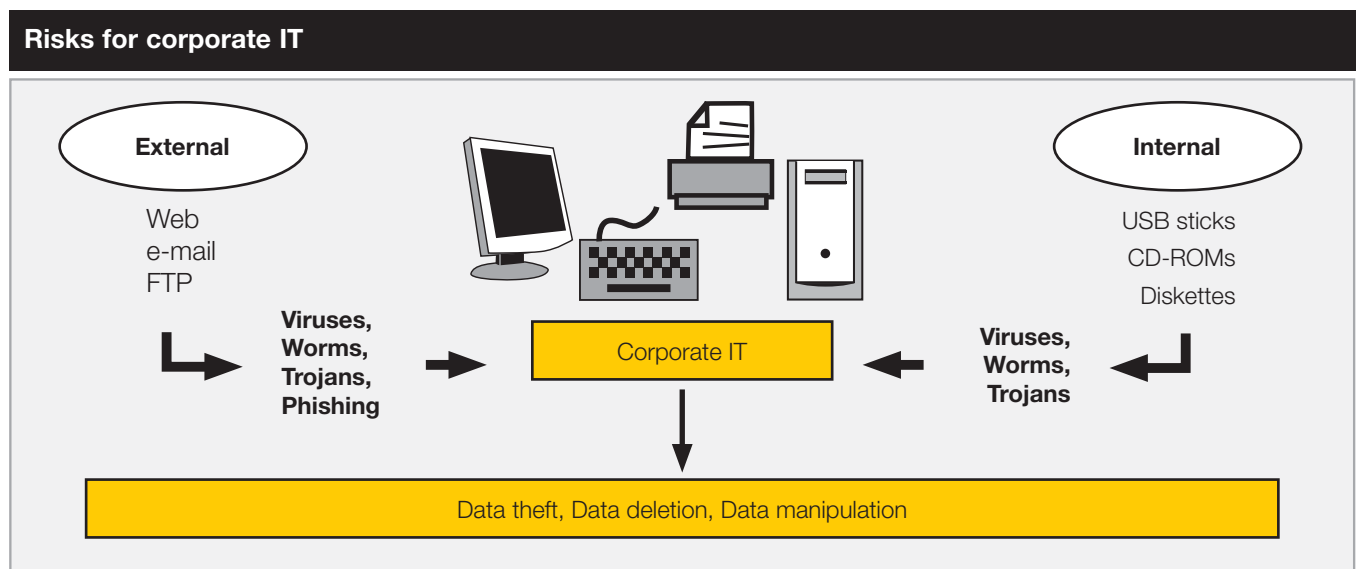 Risks for corporate IT
External
Web
e-mail
FTP
Viruses,
Worms,
Trojans,
Phishing
Corporate IT
Internal
USB sticks
CD-ROMs
Diskettes
Viruses,
Worms,
Trojans
Data theft, Data deletion, Data manipulation